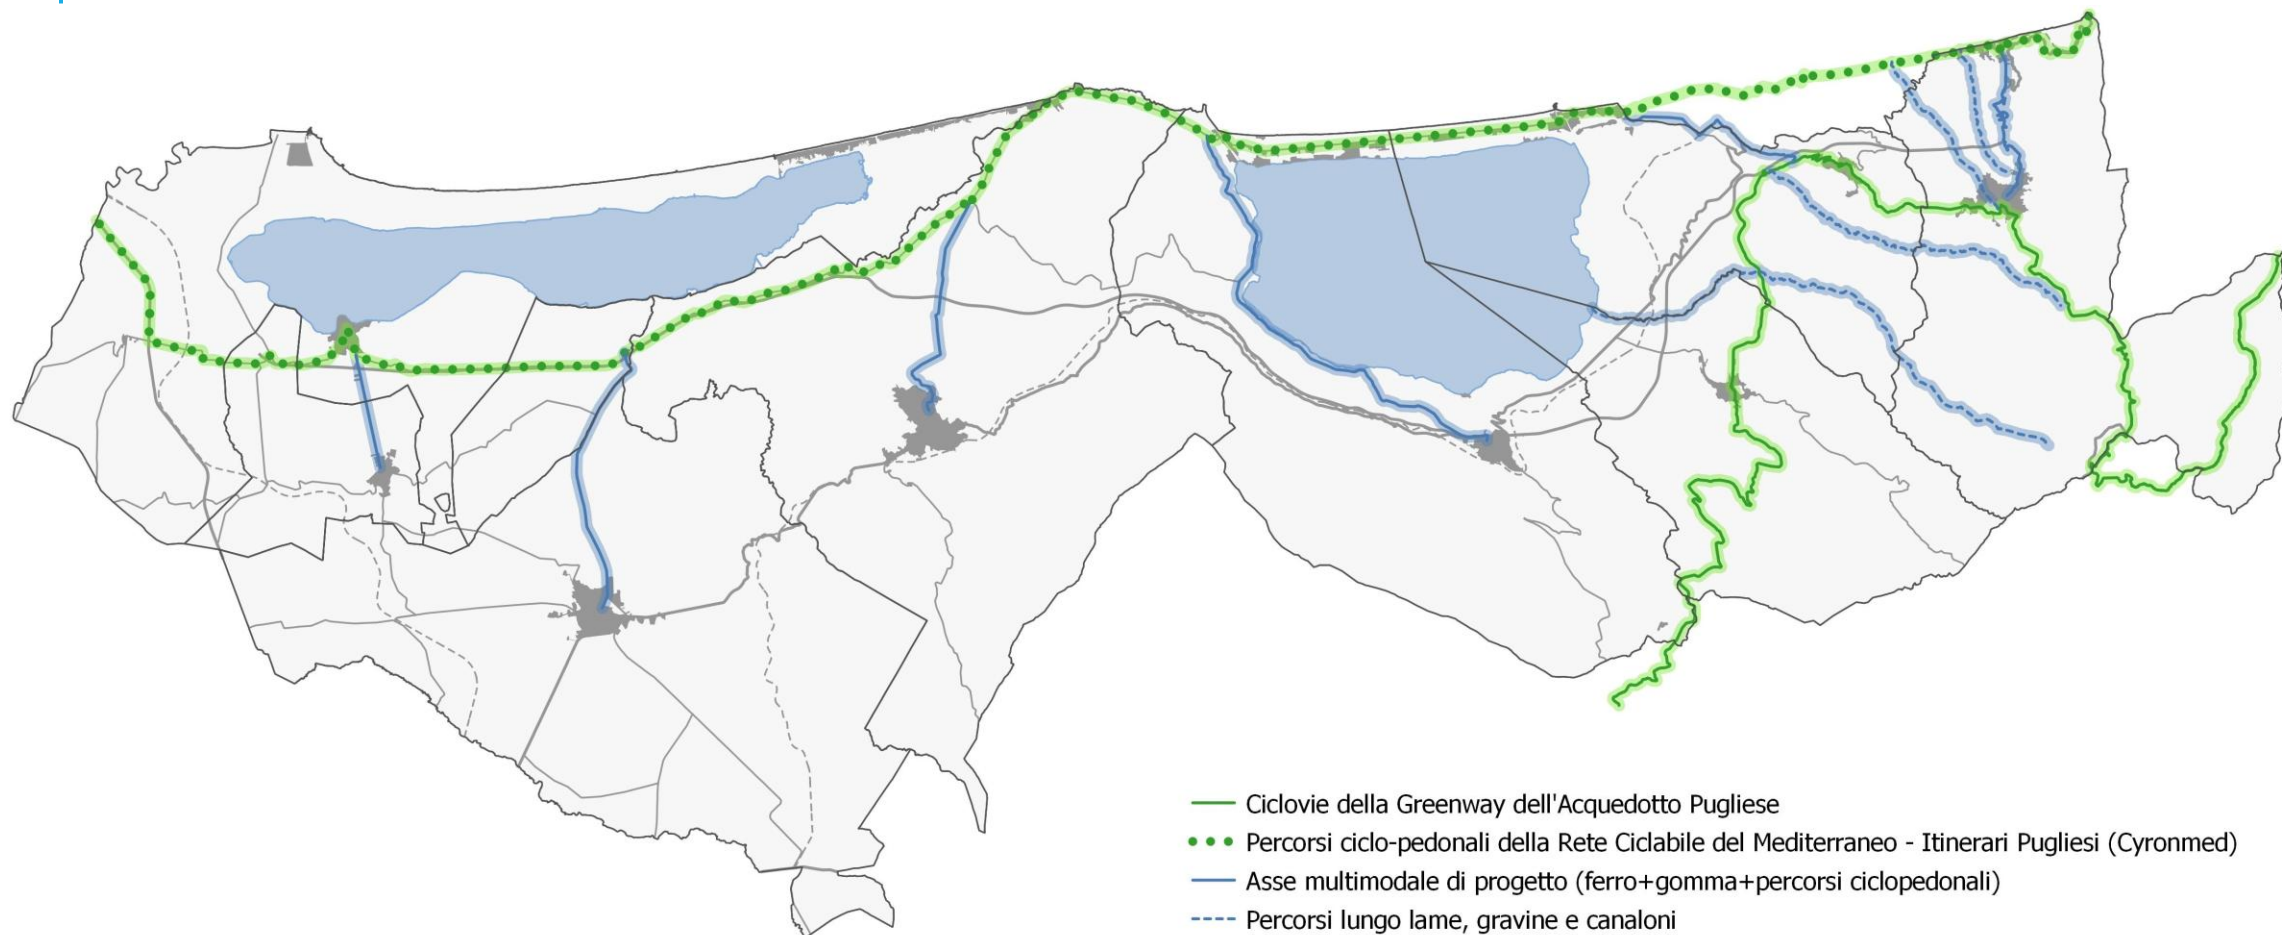 Ciclovie della Greenway dell'Acquedotto Pugliese
Percorsi ciclo-pedonali della Rete Ciclabile del Mediterraneo - Itinerari Pugliesi (Cyronmed)
Asse multimodale di progetto (ferro+gomma+percorsi ciclopedonali)
Percorsi lungo lame, gravine e canaloni